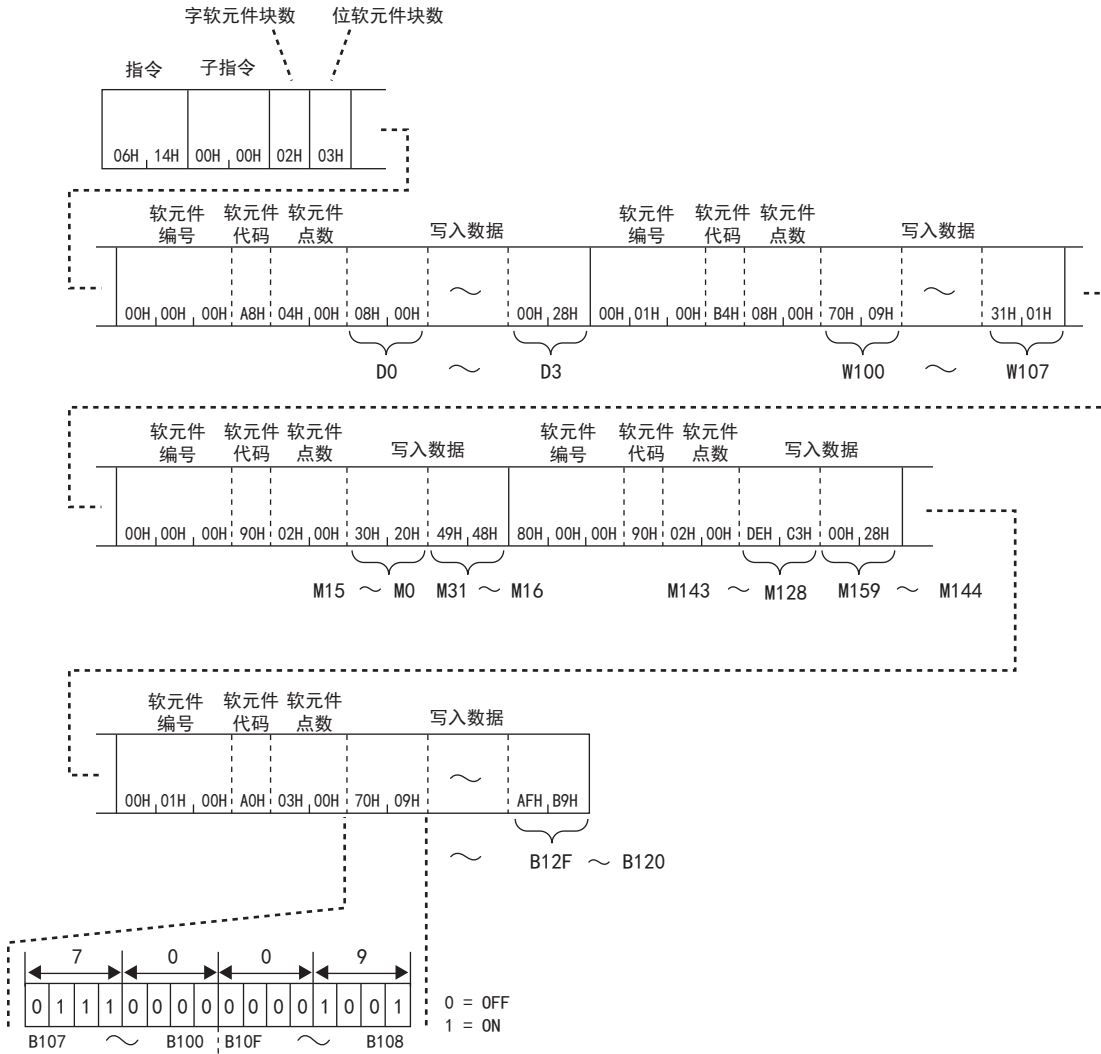 字软元件块数 位软元件块数
指令 子指令
06H 14H 00H 00H 02H 03H
软元件 软元件 软元件 软元件 软元件 软元件
编号 代码 点数 写入数据 编号 代码 点数 写入数据
00H 00H 00H A8H 04H 00H 08H 00H ～ 00H 28H 00H 01H 00H B4H 08H 00H 70H 09H ～ 31H 01H
D0 ～ D3 W100 ～ W107
软元件 软元件 软元件 软元件 软元件 软元件
编号 代码 点数 写入数据 编号 代码 点数 写入数据
00H 00H 00H 90H 02H 00H 30H 20H 49H 48H 80H 00H 00H 90H 02H 00H DEH C3H 00H 28H
M15 ～ M0 M31 ～ M16 M143 ～ M128 M159 ～ M144
软元件 软元件 软元件
编号 代码 点数 写入数据
00H 01H 00H A0H 03H 00H 70H 09H ～ AFH B9H
～ B12F ～ B120
7 0 0 9
0 1 1 1 0 0 0 0 0 0 0 0 1 0 0 1
0 = OFF
1 = ON
B107 ～ B100 B10F ～ B108